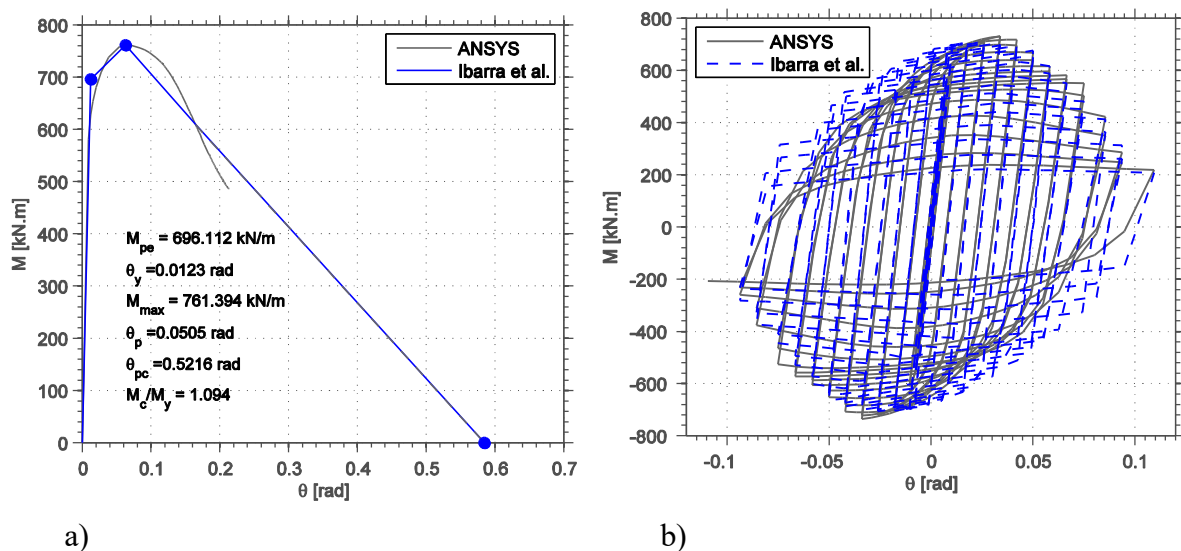 800
700
600
500
400
300
200
100
0
M [kN.m]
ANSYS
Ibarra et al.
M_pe = 696.112 kN/m
θ_y =0.0123 rad
M_max = 761.394 kN/m
θ_p =0.0505 rad
θ_pc =0.5216 rad
M_c/M_y = 1.094
0 0.1 0.2 0.3 0.4 0.5 0.6 0.7
θ [rad]
a)
800
600
400
200
0
-200
-400
-600
-800
M [kN.m]
ANSYS
Ibarra et al.
-0.1 -0.05 0 0.05 0.1
θ [rad]
b)